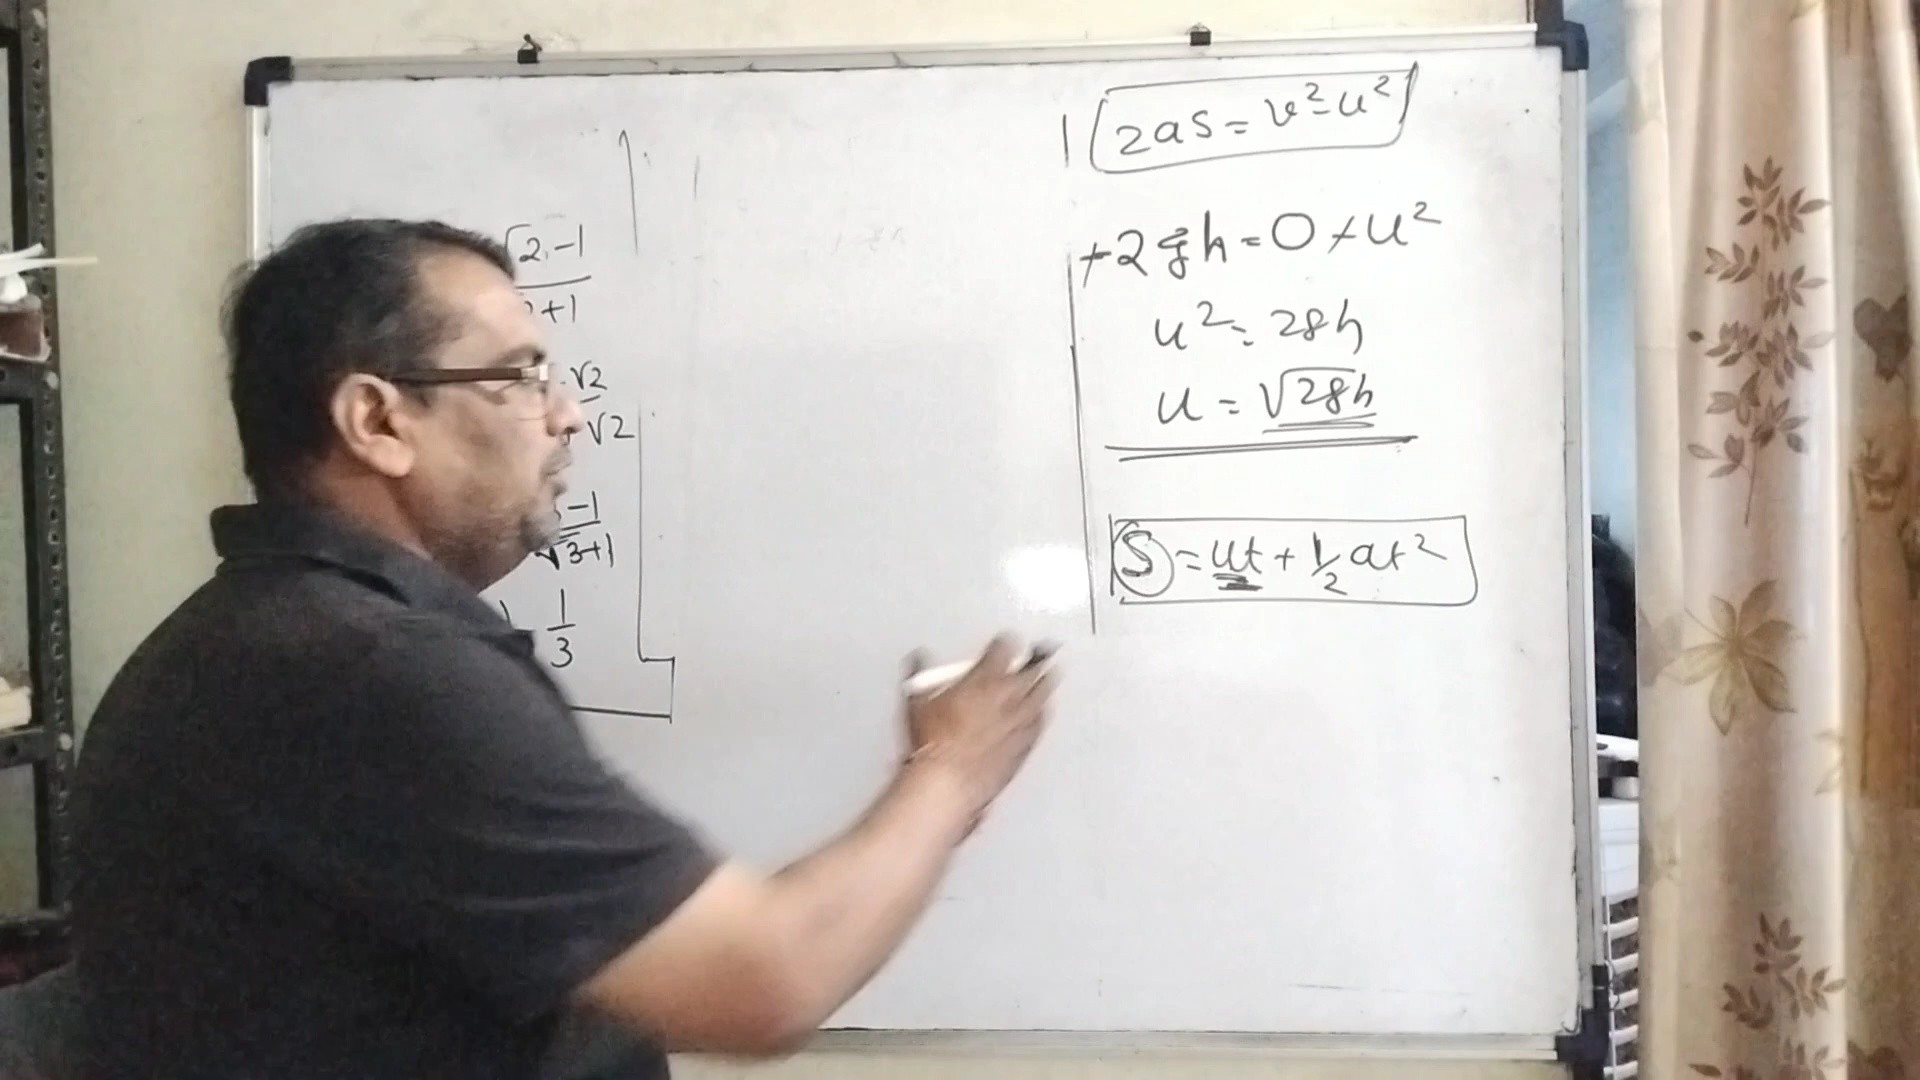 √2 - 1
+1
√2
√2
-1
√3+1
1
3
2as = v² - u²
+2gh = 0 + u²
u² = 2gh
u = √2gh
S = ut + 1/2 at²